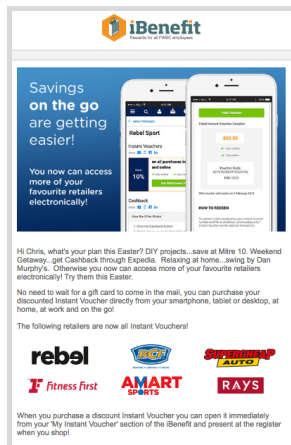 iBenefit
Rewards for all PABC employees
Savings
on the go
are getting
easier!
You now can access
more of your
favourite retailers
electronically!
Rebel Sport
Instant Vouchers
10%
Cashback
HOW TO REDEEM
Hi Chris, what's your plan this Easter? DIY projects...save at Mitre 10. Weekend
Getaway...get Cashback through Expedia. Relaxing at home...swing by Dan
Murphy's. Otherwise you now can access more of your favourite retailers
electronically! Try them this Easter.
No need to wait for a gift card to come in the mail, you can purchase your
discounted Instant Voucher directly from your smartphone, tablet or desktop, at
home, at work and on the go!
The following retailers are now all Instant Vouchers!
rebel
BCF
SUPERCHEAP
AUTO
fitness first
AMART
SPORTS
RAYS
When you purchase a discount Instant Voucher you can open it immediately
from your 'My Instant Voucher' section of the iBenefit and present at the register
when you shop!